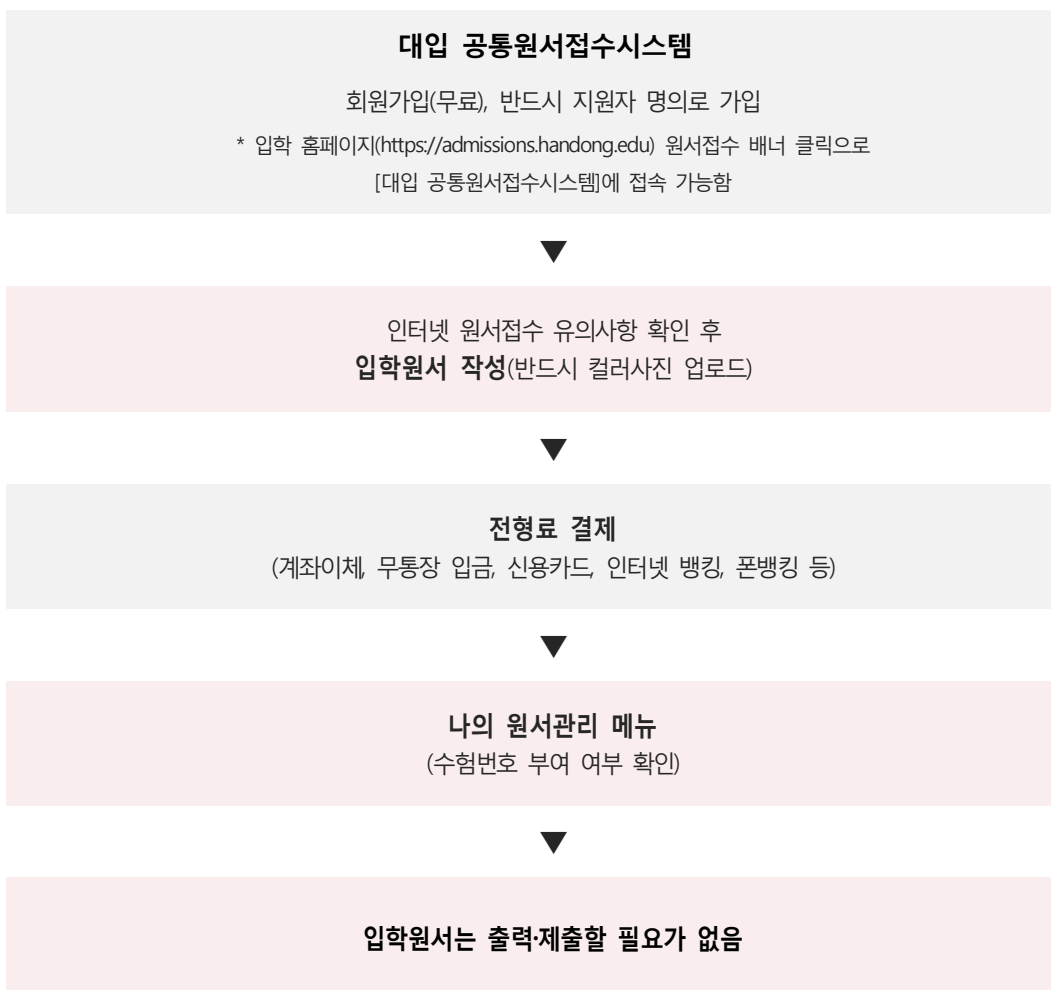 대입 공통원서접수시스템
회원가입(무료), 반드시 지원자 명의로 가입
* 입학 홈페이지(https://admissions.handong.edu) 원서접수 배너 클릭으로
[대입 공통원서접수시스템]에 접속 가능함
▼
인터넷 원서접수 유의사항 확인 후
입학원서 작성(반드시 컬러사진 업로드)
▼
전형료 결제
(계좌이체, 무통장 입금, 신용카드, 인터넷 뱅킹, 폰뱅킹 등)
▼
나의 원서관리 메뉴
(수험번호 부여 여부 확인)
▼
입학원서는 출력·제출할 필요가 없음